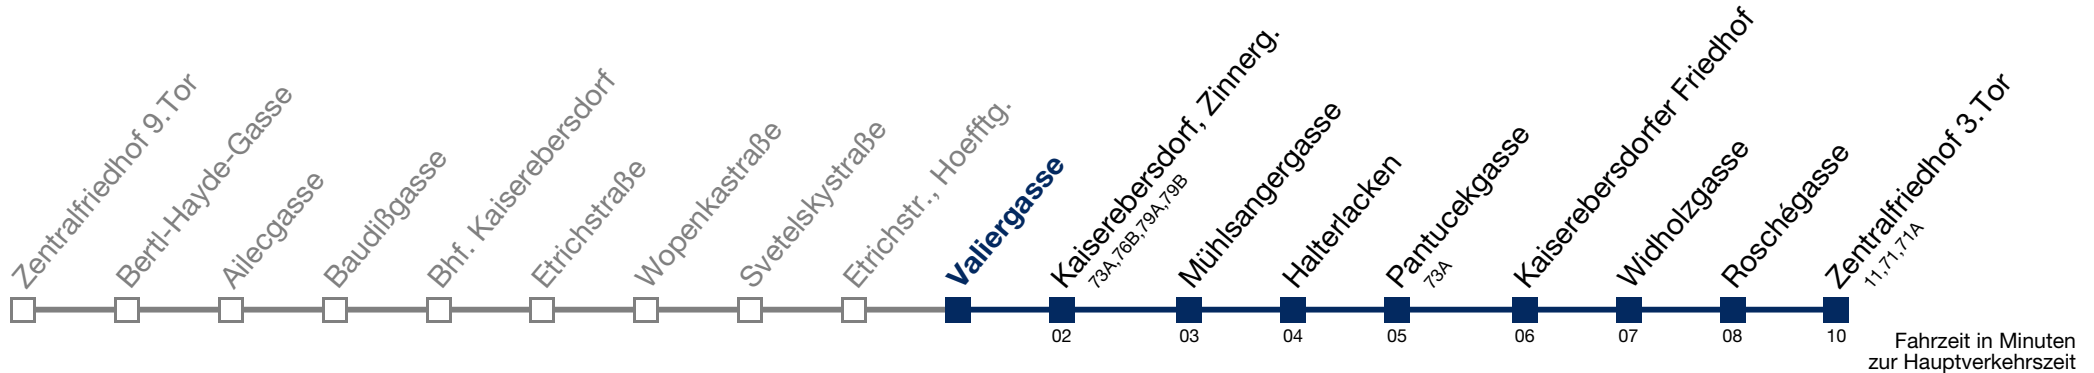 Zentralfriedhof 9.Tor
Bertl-Hayde-Gasse
Ailecgasse
Baudißgasse
Bhf. Kaiserebersdorf
Etrichstraße
Wopenkastraße
Svetelskystraße
Etrichstr., Hoefftg.
Valiergasse
Kaiserebersdorf, Zinnerg.
73A,76B,79A,79B
Mühlsangergasse
Halterlacken
Pantucekgasse
73A
Kaiserebersdorfer Friedhof
Widholzgasse
Roschégasse
Zentralfriedhof 3.Tor
11,71,71A
02 03 04 05 06 07 08 10
Fahrzeit in Minuten
zur Hauptverkehrszeit